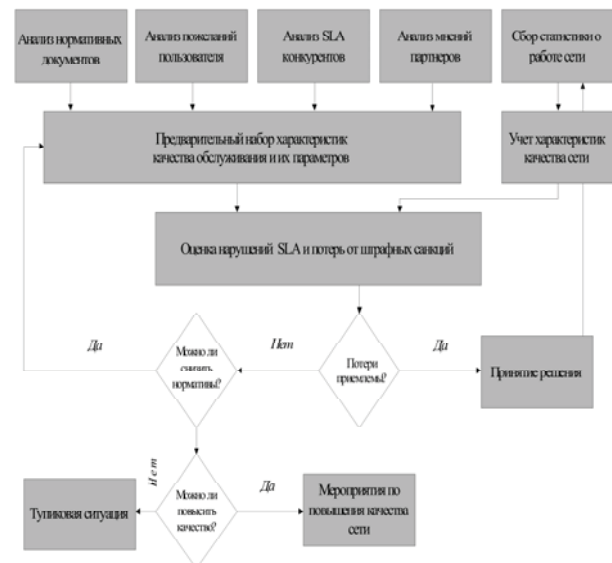 Анализ нормативных
документов
Анализ пожеланий
пользователя
Анализ SLA
конкурентов
Анализ мнений
партнеров
Сбор статистики о
работе сети
Предварительный набор характеристик
качества обслуживания и их параметров
Учет характеристик
качества сети
Оценка нарушений SLA и потерь от штрафных санкций
Да
Можно ли
снизить
нормативы?
Нет
Потери
приемлемы?
Да
Принятие решения
Нет
Тупиковая ситуация
Можно ли
повысить
качество?
Да
Мероприятия по
повышения качества
сети